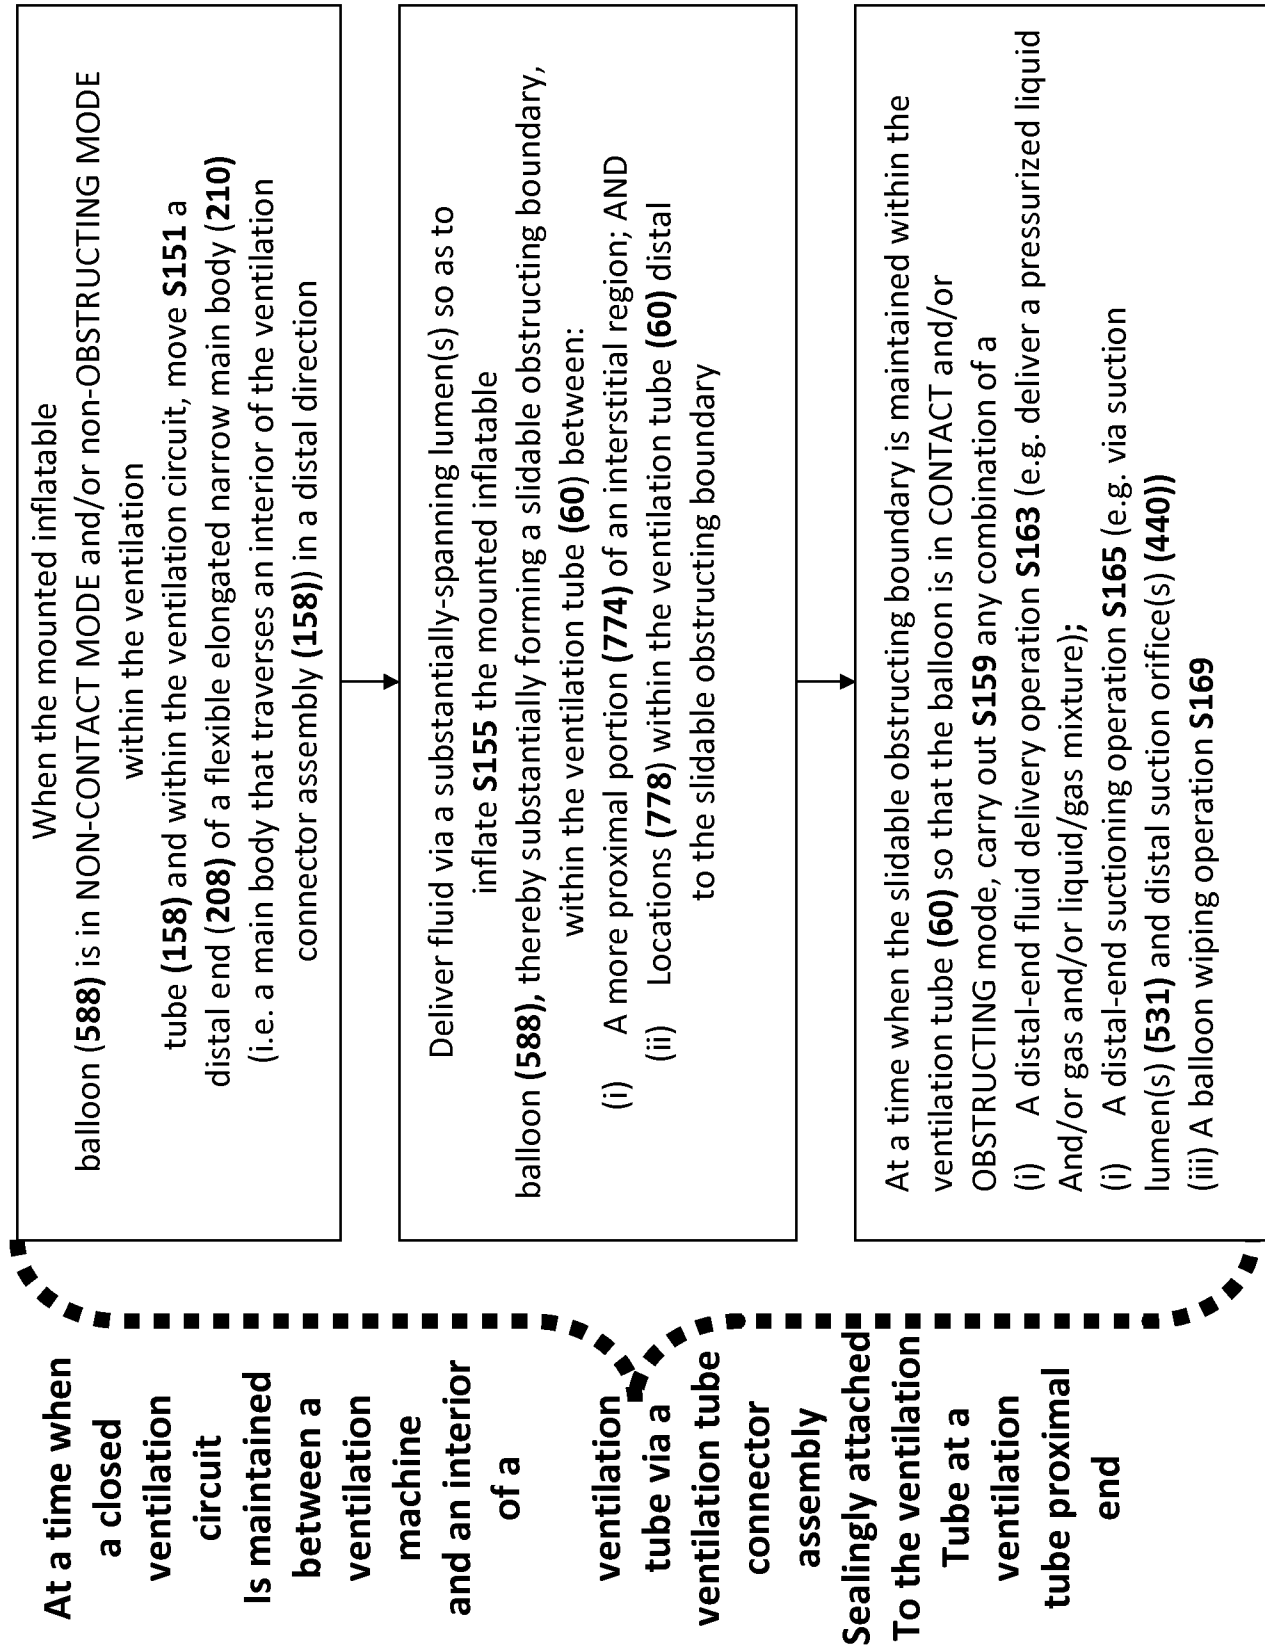 At a time when
a closed
ventilation
circuit
Is maintained
between a
ventilation
machine
and an interior
of a
ventilation
tube via a
ventilation tube
connector
assembly
Sealingly attached
To the ventilation
Tube at a
ventilation
tube proximal
end
When the mounted inflatable
balloon (588) is in NON-CONTACT MODE and/or non-OBSTRUCTING MODE
within the ventilation
tube (158) and within the ventilation circuit, move S151 a
distal end (208) of a flexible elongated narrow main body (210)
(i.e. a main body that traverses an interior of the ventilation
connector assembly (158)) in a distal direction
Deliver fluid via a substantially-spanning lumen(s) so as to
inflate S155 the mounted inflatable
balloon (588), thereby substantially forming a slidable obstructing boundary,
within the ventilation tube (60) between:
(i) A more proximal portion (774) of an interstitial region; AND
(ii) Locations (778) within the ventilation tube (60) distal
to the slidable obstructing boundary
At a time when the slidable obstructing boundary is maintained within the
ventilation tube (60) so that the balloon is in CONTACT and/or
OBSTRUCTING mode, carry out S159 any combination of a
(i) A distal-end fluid delivery operation S163 (e.g. deliver a pressurized liquid
And/or gas and/or liquid/gas mixture);
(i) A distal-end suctioning operation S165 (e.g. via suction
lumen(s) (531) and distal suction orifice(s) (440))
(iii) A balloon wiping operation S169